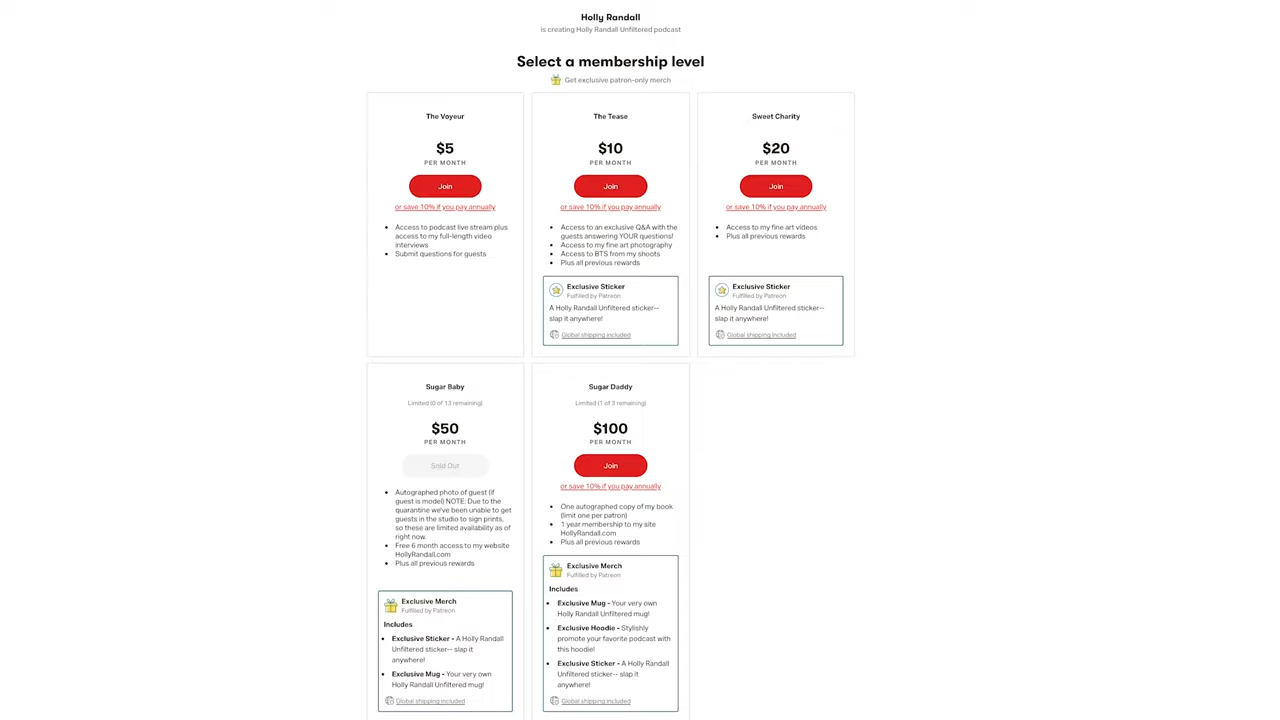 Holly Randall
is creating Holly Randall Unfiltered podcast
Select a membership level
Get exclusive patron-only merch
The Voyeur
$5
PER MONTH
Join
or save 10% if you pay annually
Access to podcast live stream plus
access to my full-length video
interviews
Submit questions for guests
The Tease
$10
PER MONTH
Join
or save 10% if you pay annually
Access to an exclusive Q&A with the
guests answering YOUR questions!
Access to my fine art photography
Access to BTS from my shoots
Plus all previous rewards
Exclusive Sticker
Fulfilled by Patreon
A Holly Randall Unfiltered sticker--
slap it anywhere!
Global shipping included
Sweet Charity
$20
PER MONTH
Join
or save 10% if you pay annually
Access to my fine art videos
Plus all previous rewards
Exclusive Sticker
Fulfilled by Patreon
A Holly Randall Unfiltered sticker--
slap it anywhere!
Global shipping included
Sugar Baby
Limited (0 of 13 remaining)
$50
PER MONTH
Sold Out
Autographed photo of guest (if
guest is model) NOTE: Due to the
quarantine we've been unable to get
guests in the studio to sign prints,
so these are limited availability as of
right now.
Free 6 month access to my website
HollyRandall.com
Plus all previous rewards
Exclusive Merch
Fulfilled by Patreon
Includes
Exclusive Sticker - A Holly Randall
Unfiltered sticker-- slap it
anywhere!
Exclusive Mug - Your very own
Holly Randall Unfiltered mug!
Global shipping included
Sugar Daddy
Limited (1 of 3 remaining)
$100
PER MONTH
Join
or save 10% if you pay annually
One autographed copy of my book
(limit one per patron)
1 year membership to my site
HollyRandall.com
Plus all previous rewards
Exclusive Merch
Fulfilled by Patreon
Includes
Exclusive Mug - Your very own
Holly Randall Unfiltered mug!
Exclusive Hoodie - Stylishly
promote your favorite podcast with
this hoodie!
Exclusive Sticker - A Holly Randall
Unfiltered sticker-- slap it
anywhere!
Global shipping included